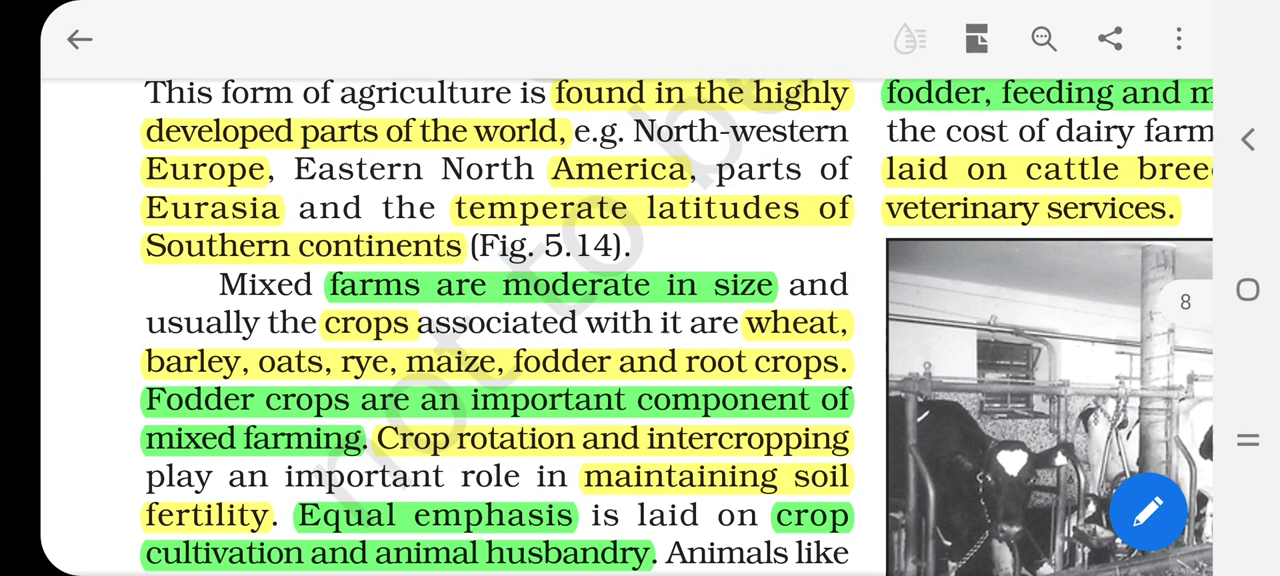 This form of agriculture is found in the highly
developed parts of the world, e.g. North-western
Europe, Eastern North America, parts of
Eurasia and the temperate latitudes of
Southern continents (Fig. 5.14).
Mixed farms are moderate in size and
usually the crops associated with it are wheat,
barley, oats, rye, maize, fodder and root crops.
Fodder crops are an important component of
mixed farming. Crop rotation and intercropping
play an important role in maintaining soil
fertility. Equal emphasis is laid on crop
cultivation and animal husbandry. Animals like
fodder, feeding and m
the cost of dairy farm
laid on cattle bree
veterinary services.
8
not to be